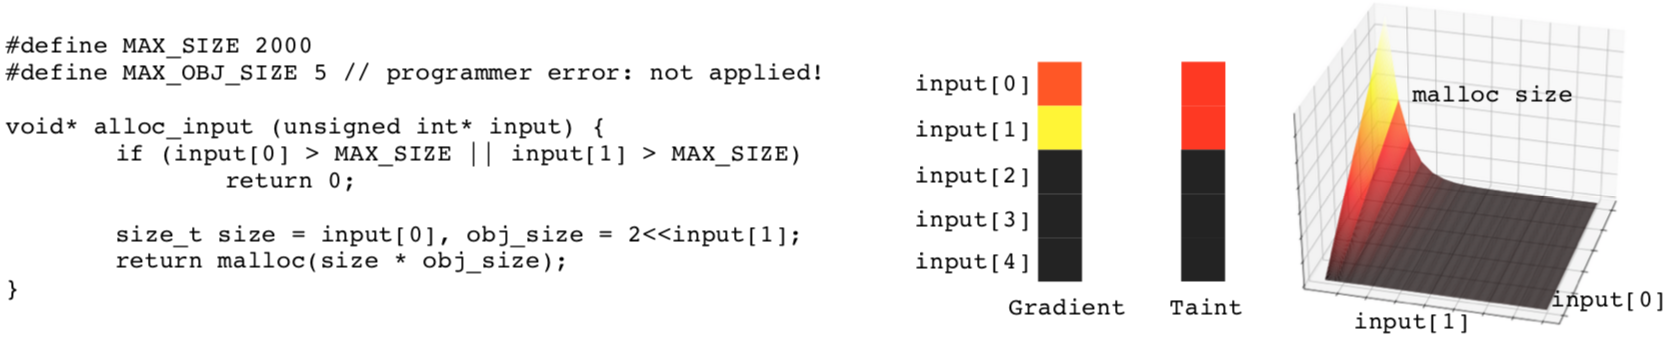 #define MAX_SIZE 2000
#define MAX_OBJ_SIZE 5 // programmer error: not applied!
void* alloc_input (unsigned int* input) {
if (input[0] > MAX_SIZE || input[1] > MAX_SIZE)
return 0;
size_t size = input[0], obj_size = 2<<input[1];
return malloc(size * obj_size);
}
input[0]
input[1]
input[2]
input[3]
input[4]
Gradient
Taint
malloc size
input[0]
input[1]